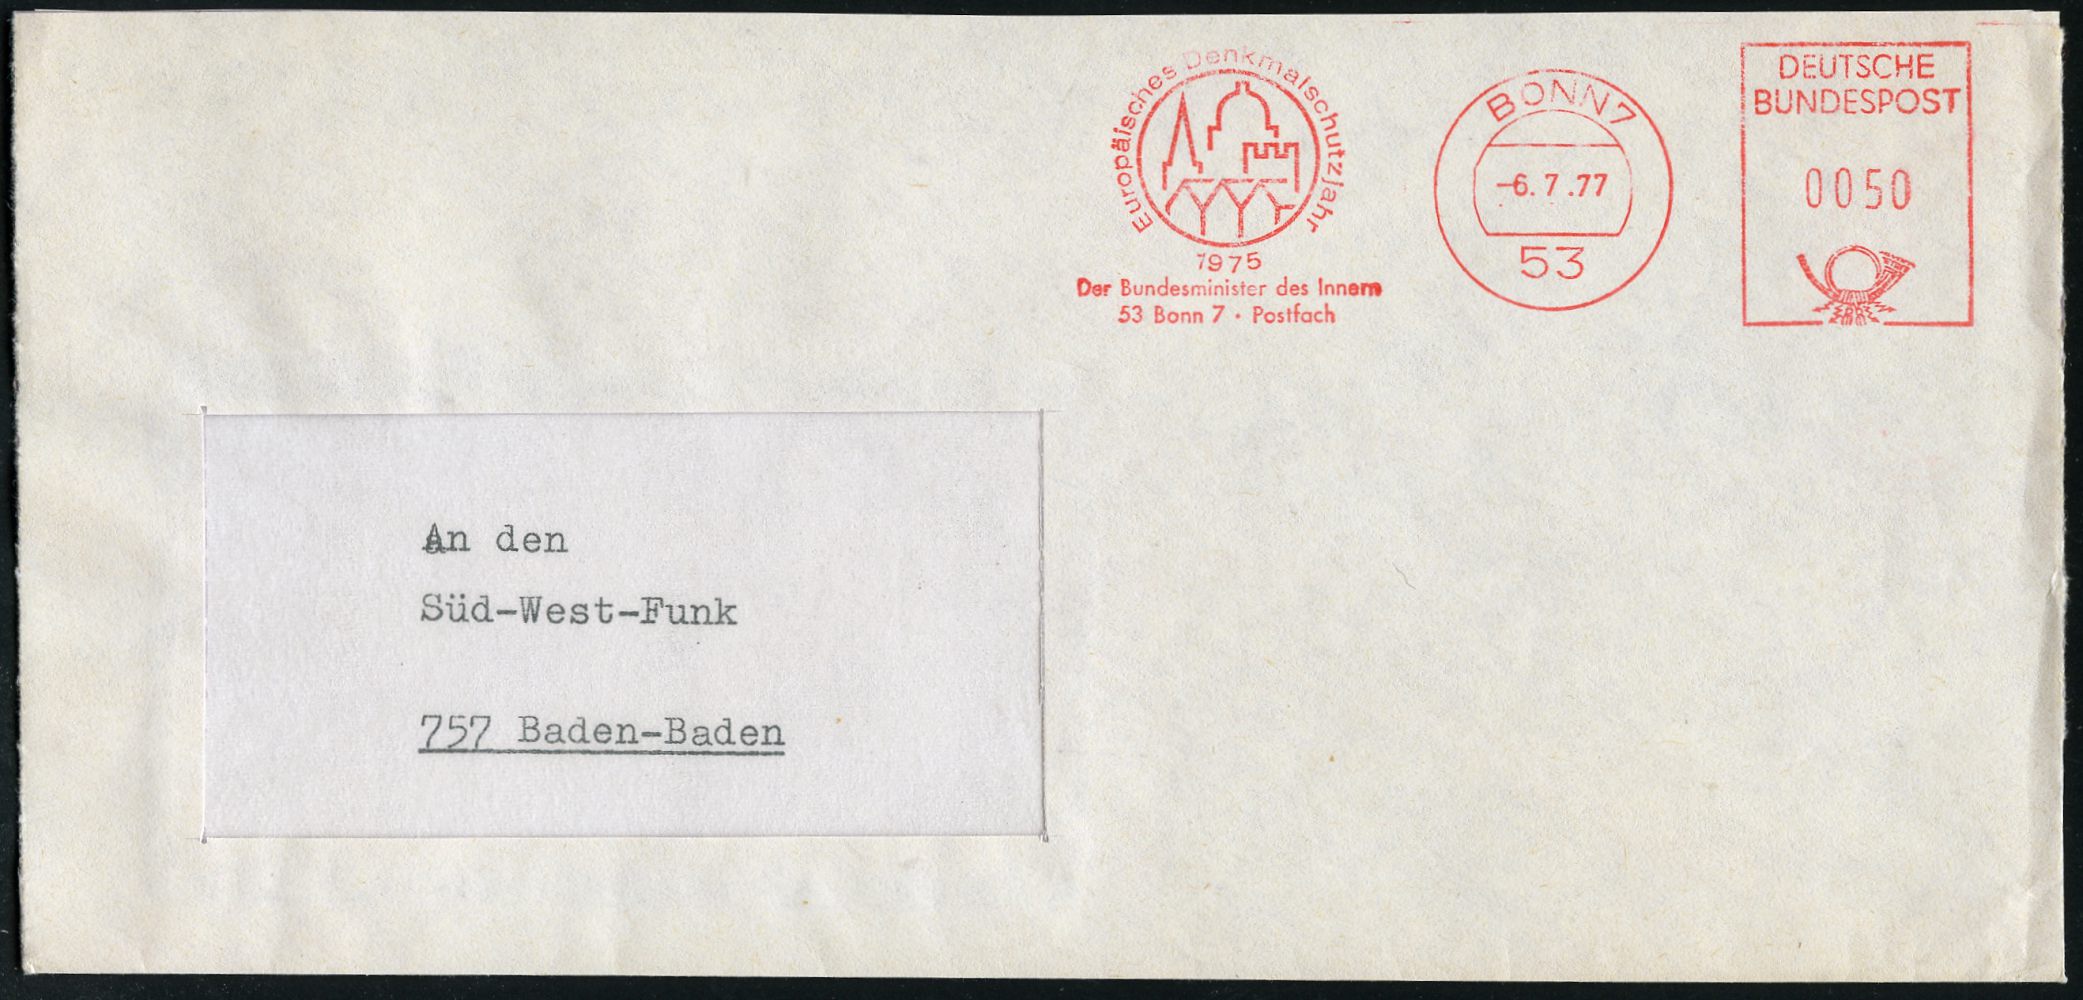 Europäisches Denkmalschutzjahr
1975
Der Bundesminister des Innern
53 Bonn 7 · Postfach
BONN 7
-6.7.77
53
DEUTSCHE
BUNDESPOST
0050
An den
Süd-West-Funk
757 Baden-Baden